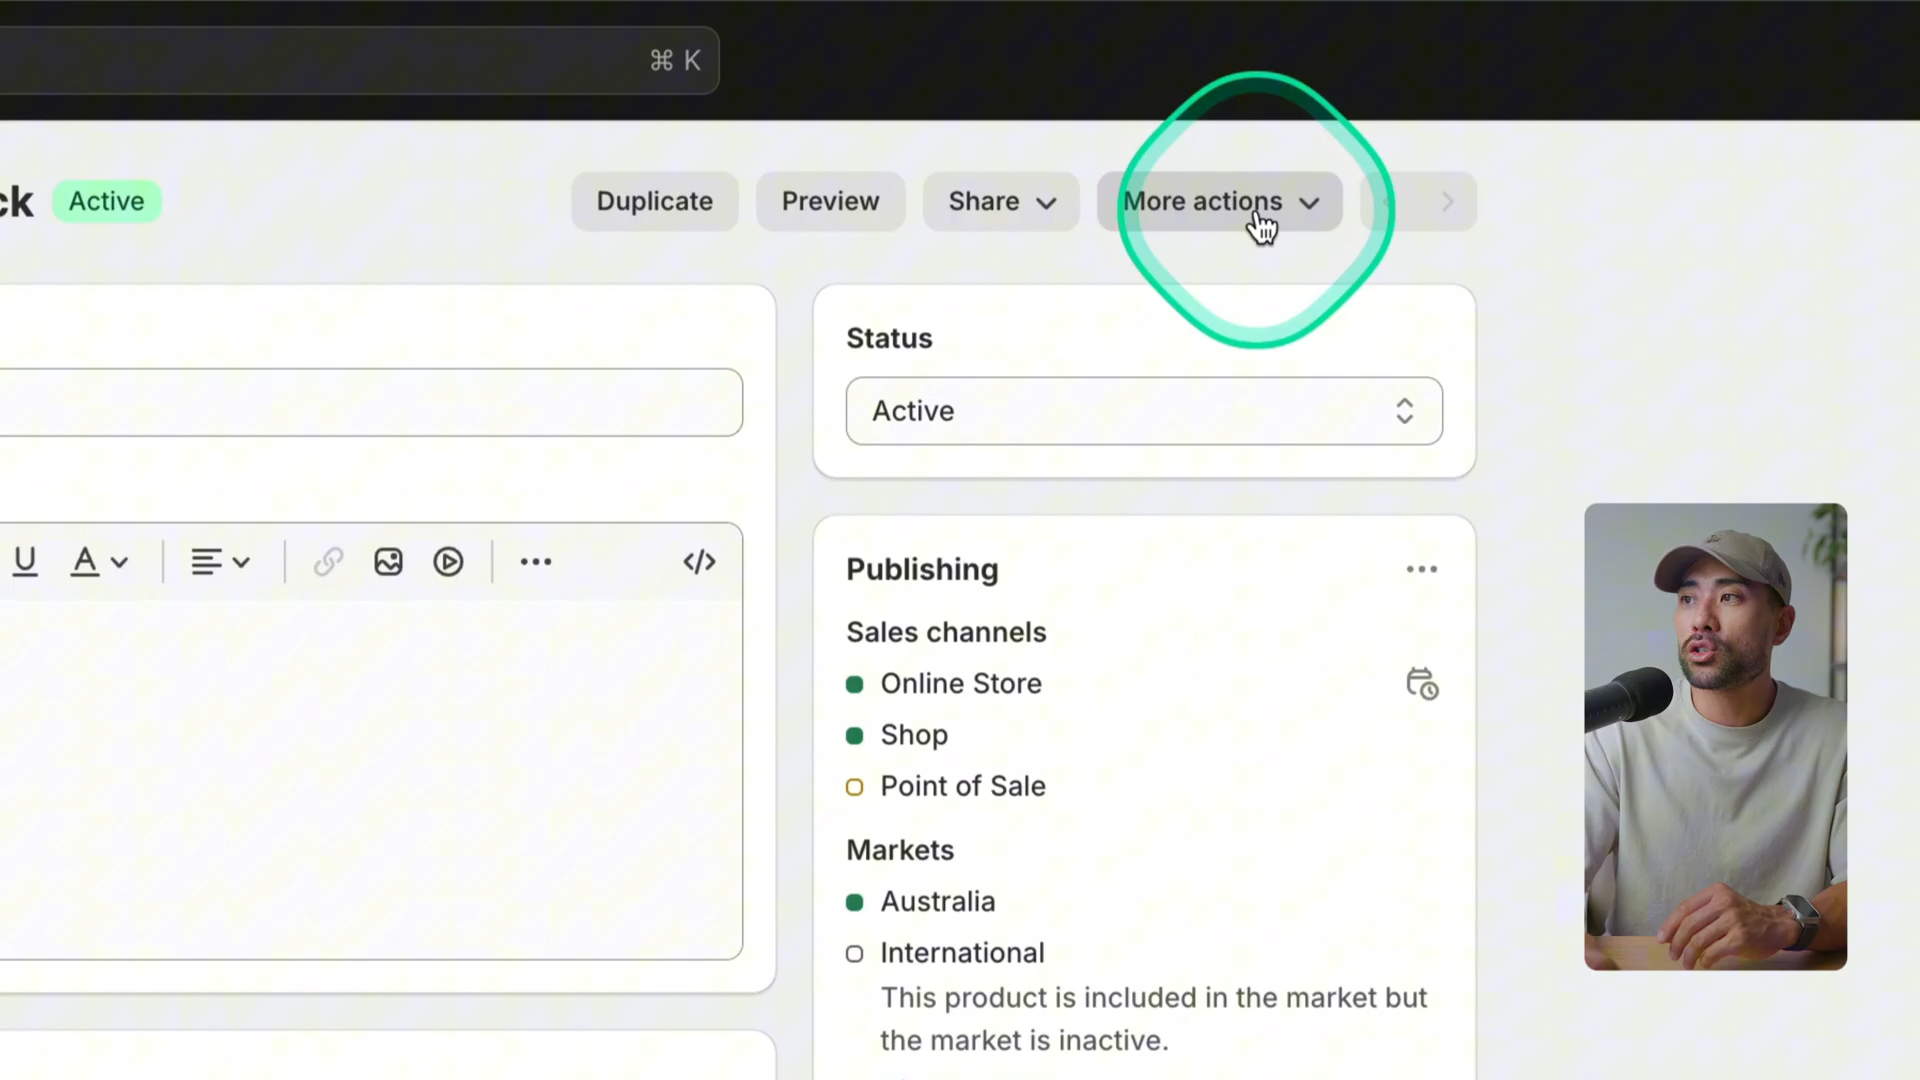 ⌘ K
ck
Active
Duplicate
Preview
Share
More actions
Status
Active
U
A
Publishing
Sales channels
Online Store
Shop
Point of Sale
Markets
Australia
International
This product is included in the market but
the market is inactive.